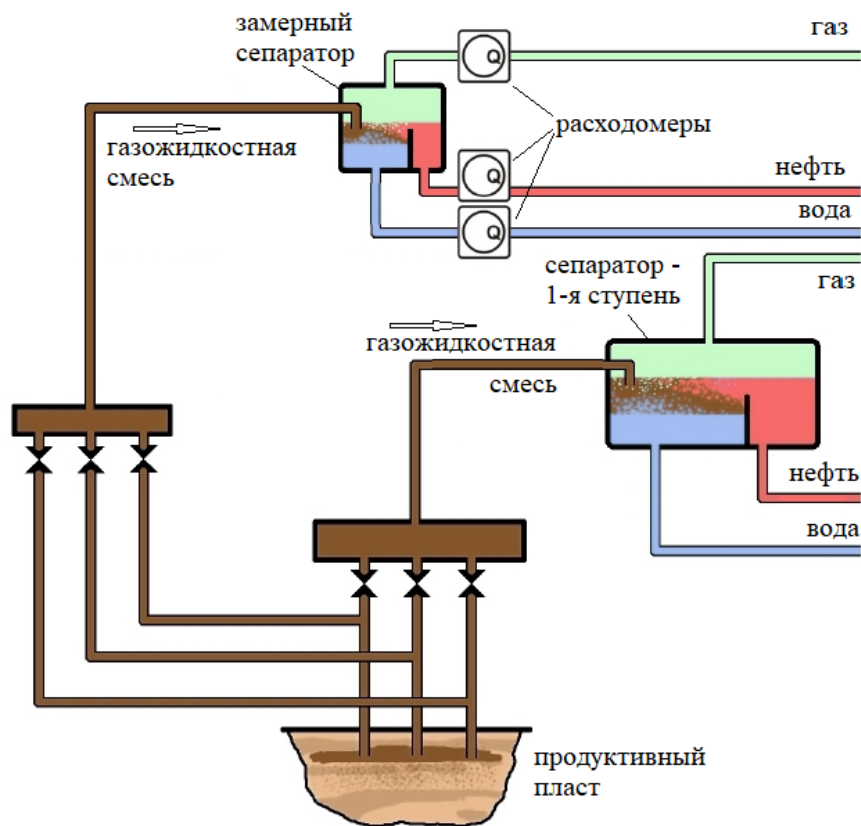 замерный
сепаратор
газ
расходомеры
газожидкостная
смесь
нефть
вода
сепаратор -
1-я ступень
газ
газожидкостная
смесь
нефть
вода
продуктивный
пласт
Q
Q
Q